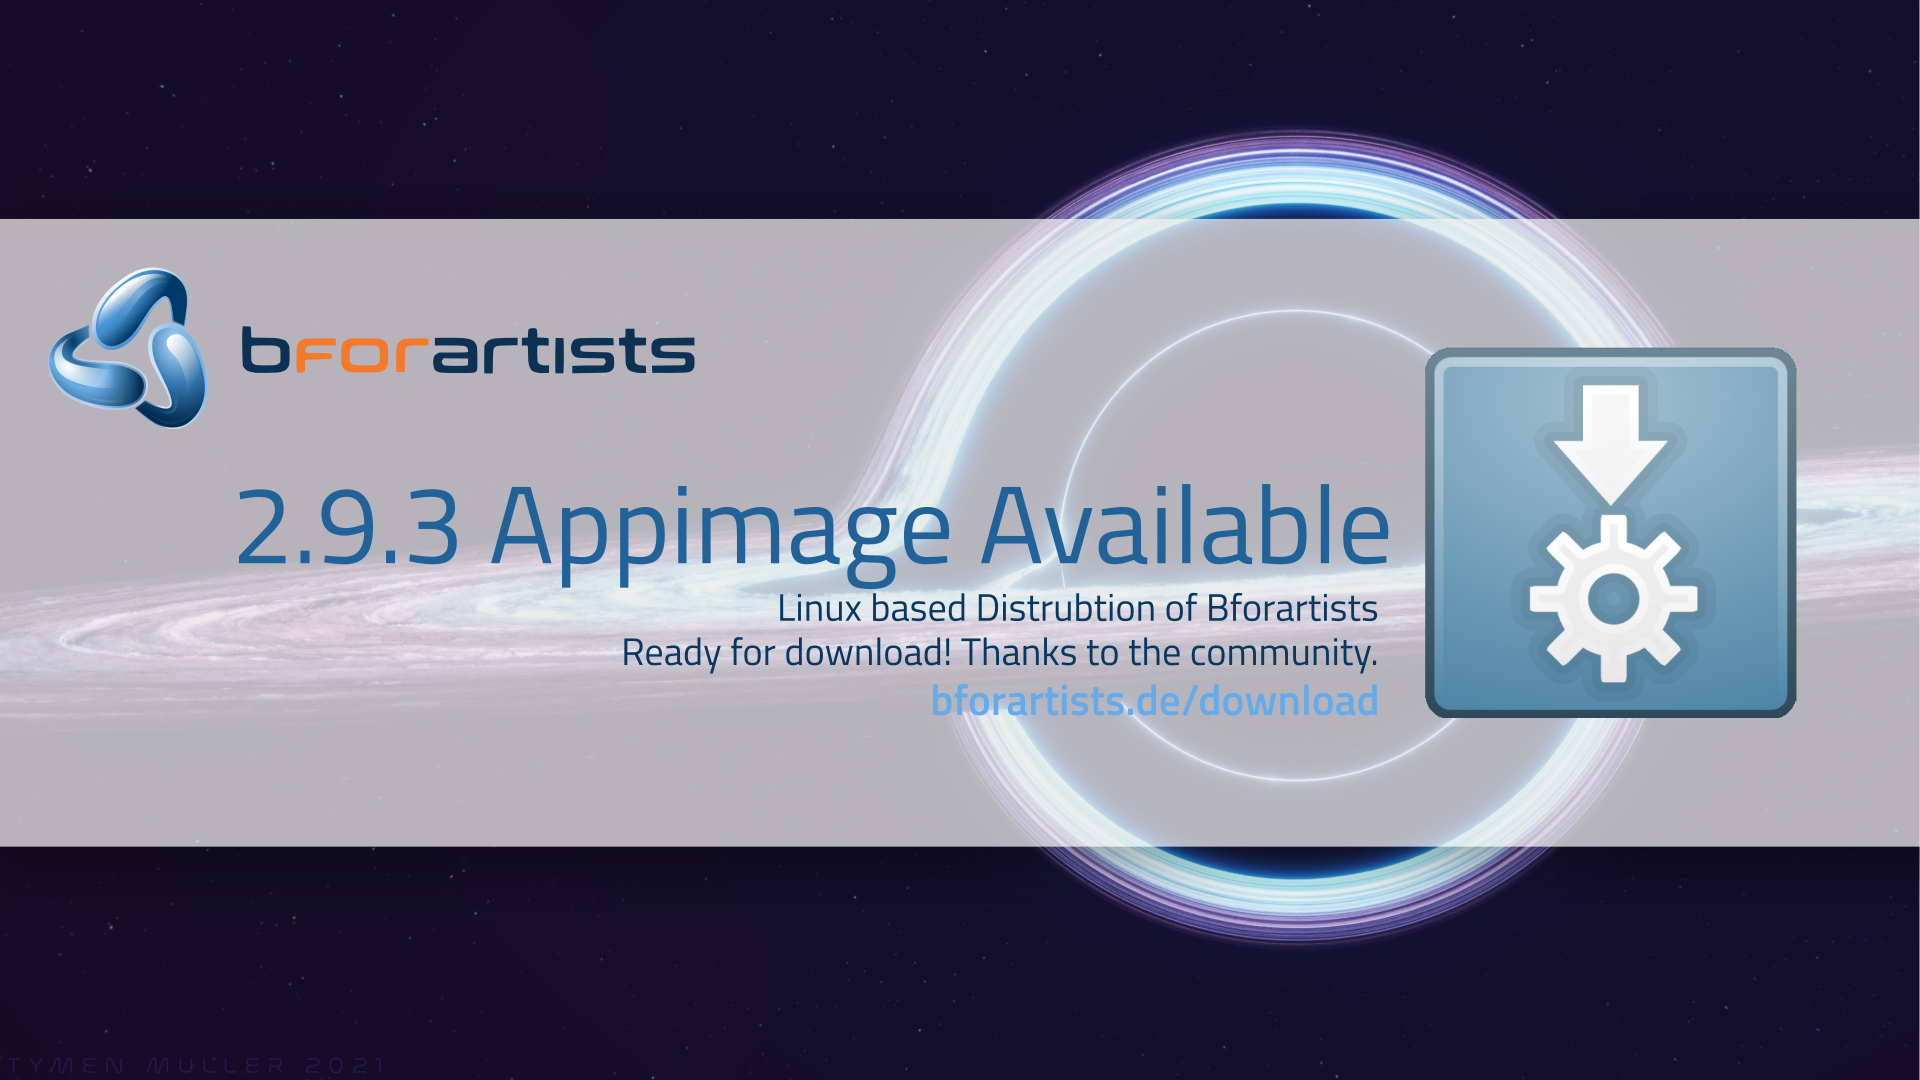 bforartists
2.9.3 Appimage Available
Linux based Distrubtion of Bforartists
Ready for download! Thanks to the community.
bforartists.de/download
TYMEN MULLER 2021